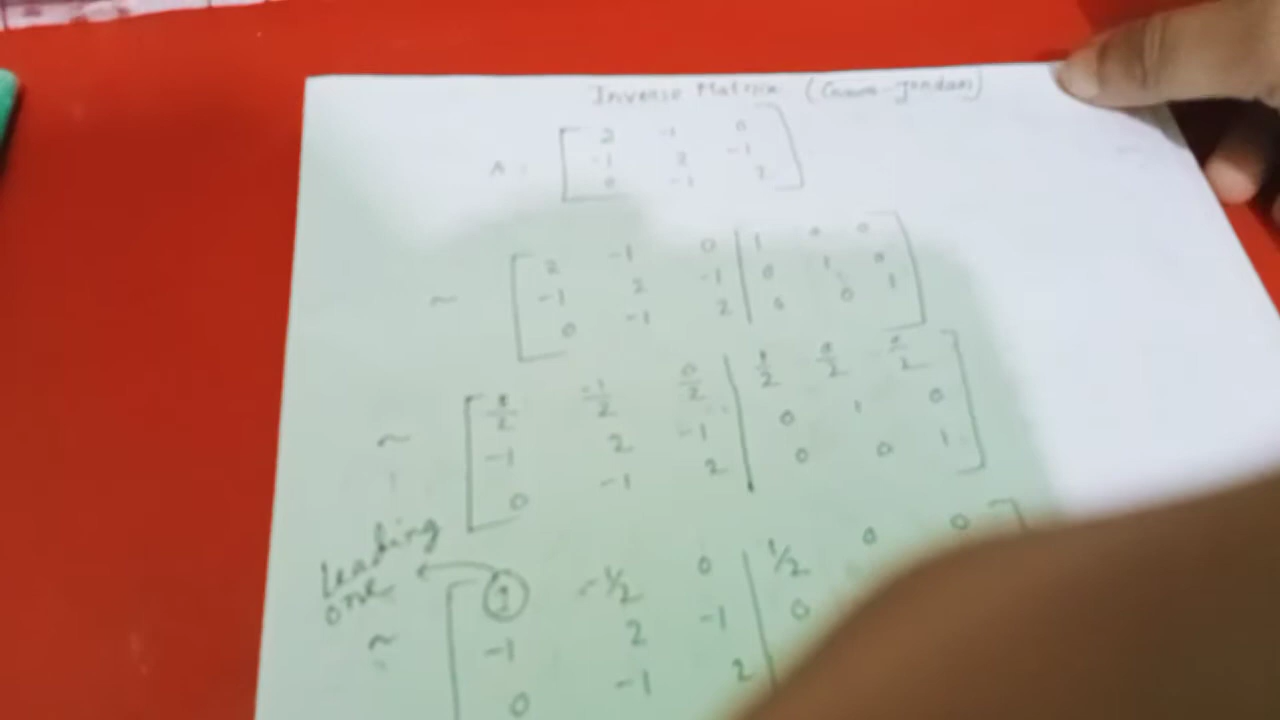 Inverse Matrix (Gauss-Jordan)
A = [ 2 -1 0
-1 2 -1
0 -1 2 ]
~ [ 2 -1 0 | 1 0 0
-1 2 -1 | 0 1 0
0 -1 2 | 0 0 1 ]
~ [ 2/2 -1/2 0/2 | 1/2 0/2 0/2
-1 2 -1 | 0 1 0
0 -1 2 | 0 0 1 ]
leading
one
~ [ 1 -1/2 0 | 1/2 0 0 ]
-1 2 -1 | 0
0 -1 2 |